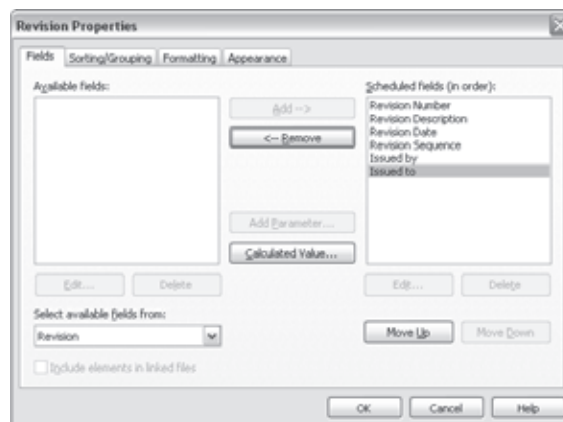 Revision Properties
Fields Sorting/Grouping Formatting Appearance
Available fields:
Scheduled fields (in order):
Add -->
<-- Remove
Revision Number
Revision Description
Revision Date
Revision Sequence
Issued by
Issued to
Add Parameter...
Calculated Value...
Edit... Delete
Edit... Delete
Select available fields from:
Revision
Move Up Move Down
Include elements in linked files
OK Cancel Help